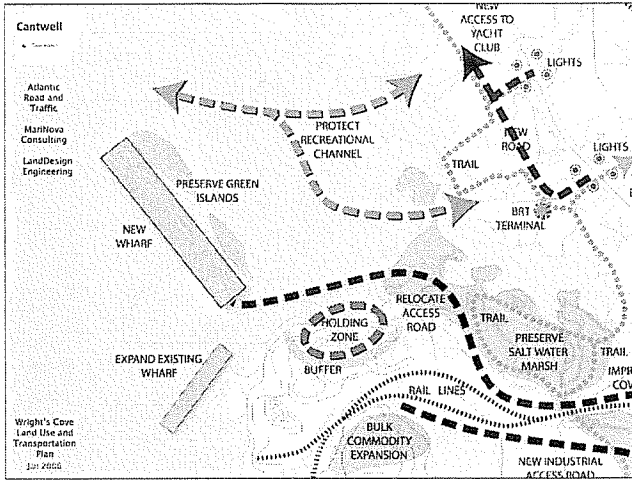 Cantwell
Atlantic
Road and
Traffic
MariNova
Consulting
LandDesign
Engineering
NEW
ACCESS TO
YACHT
CLUB
LIGHTS
PROTECT
RECREATIONAL
CHANNEL
NEW
ROAD
LIGHTS
TRAIL
PRESERVE GREEN
ISLANDS
BRT
TERMINAL
NEW
WHARF
RELOCATE
ACCESS
ROAD
HOLDING
ZONE
TRAIL
PRESERVE
SALT WATER
MARSH
TRAIL
EXPAND EXISTING
WHARF
BUFFER
IMPR
COV
RAIL LINES
Wright's Cove
Land Use and
Transportation
Plan
BULK
COMMODITY
EXPANSION
NEW INDUSTRIAL
ACCESS ROAD